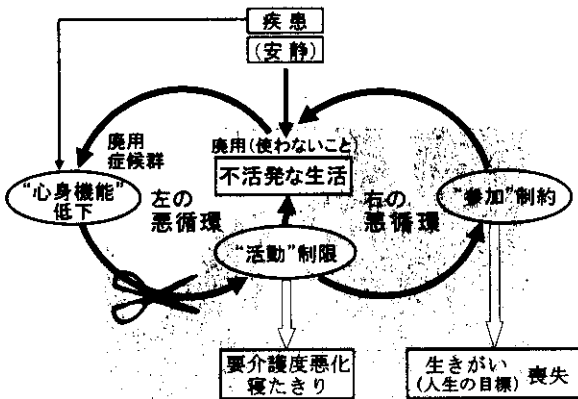 疾患
(安静)
廃用
症候群
廃用(使わないこと)
不活発な生活
“心身機能”
低下
左の
悪循環
右の
悪循環
“参加”制約
“活動”制限
要介護度悪化
寝たきり
生きがい
(人生の目標)
喪失